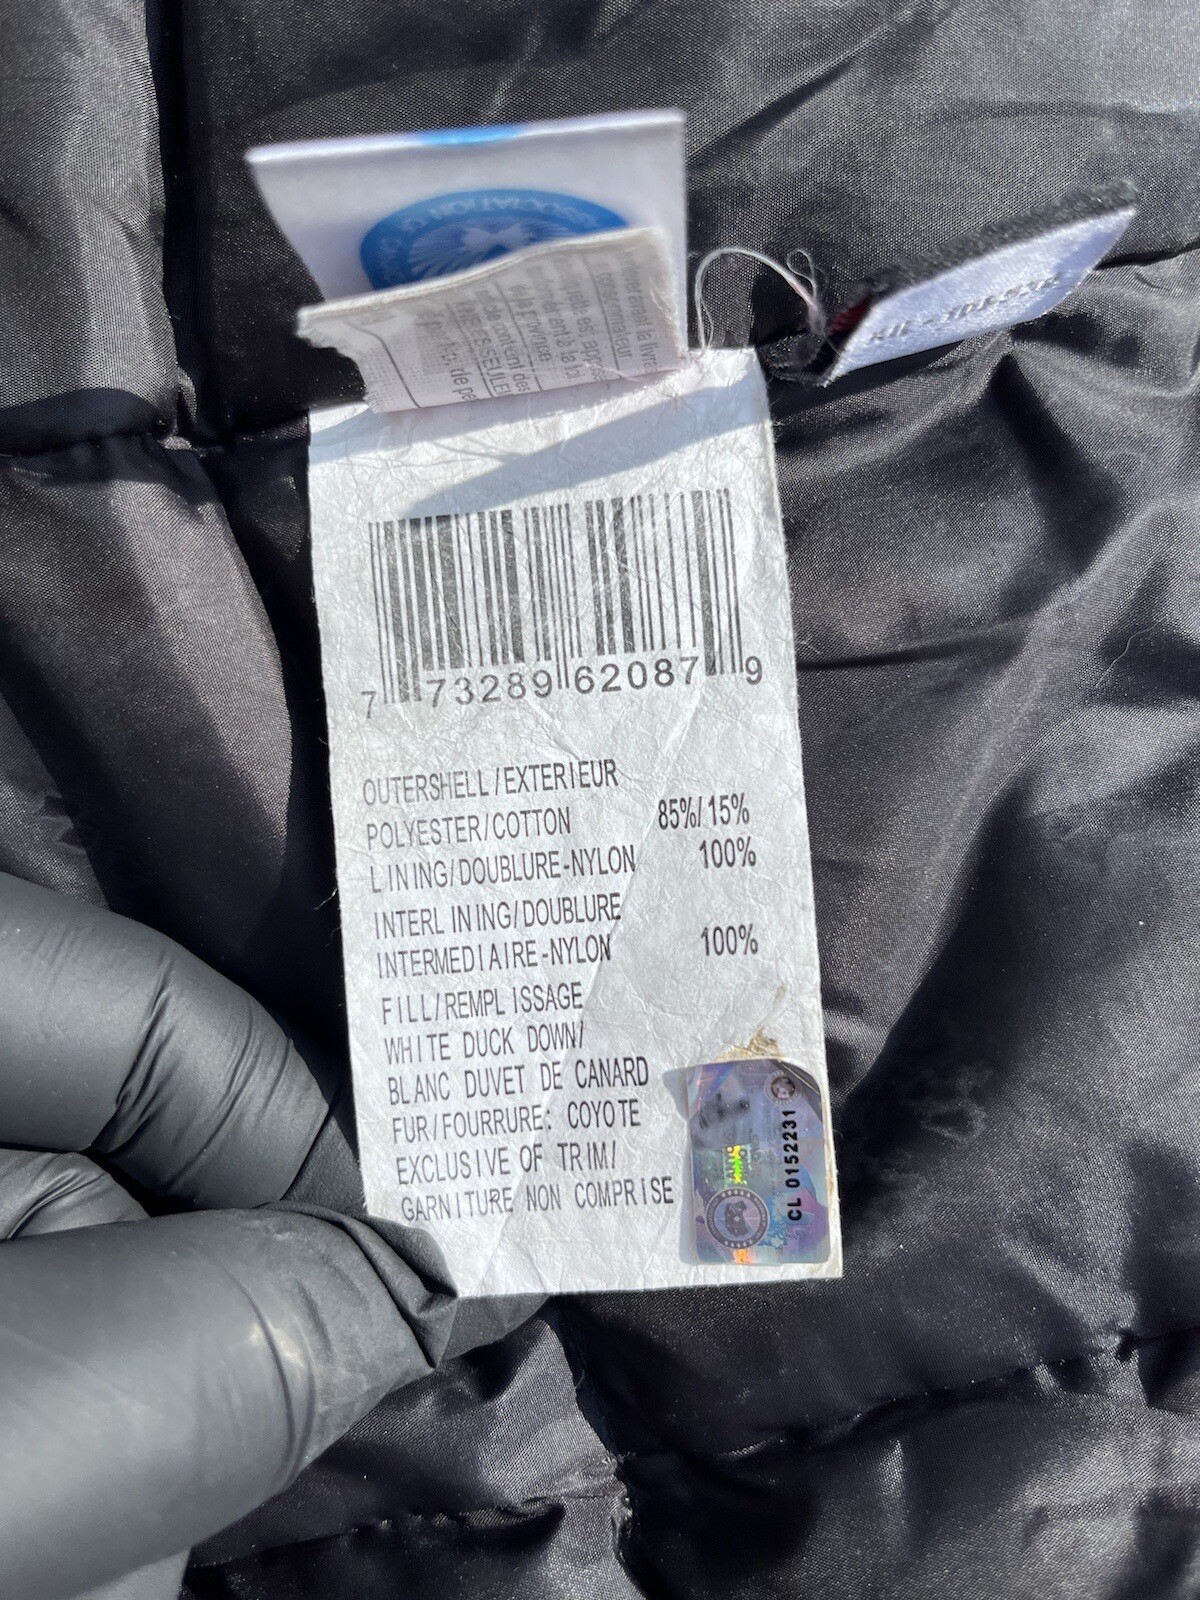 ASSOCIATION OF
7 73289 62087 9
OUTERSHELL/EXTERIEUR
POLYESTER/COTTON 85%/15%
LINING/DOUBLURE-NYLON 100%
INTERLINING/DOUBLURE
INTERMEDIAIRE-NYLON 100%
FILL/REMPLISSAGE
WHITE DUCK DOWN/
BLANC DUVET DE CANARD
FUR/FOURRURE: COYOTE
EXCLUSIVE OF TRIM/
GARNITURE NON COMPRISE
CL 0152231